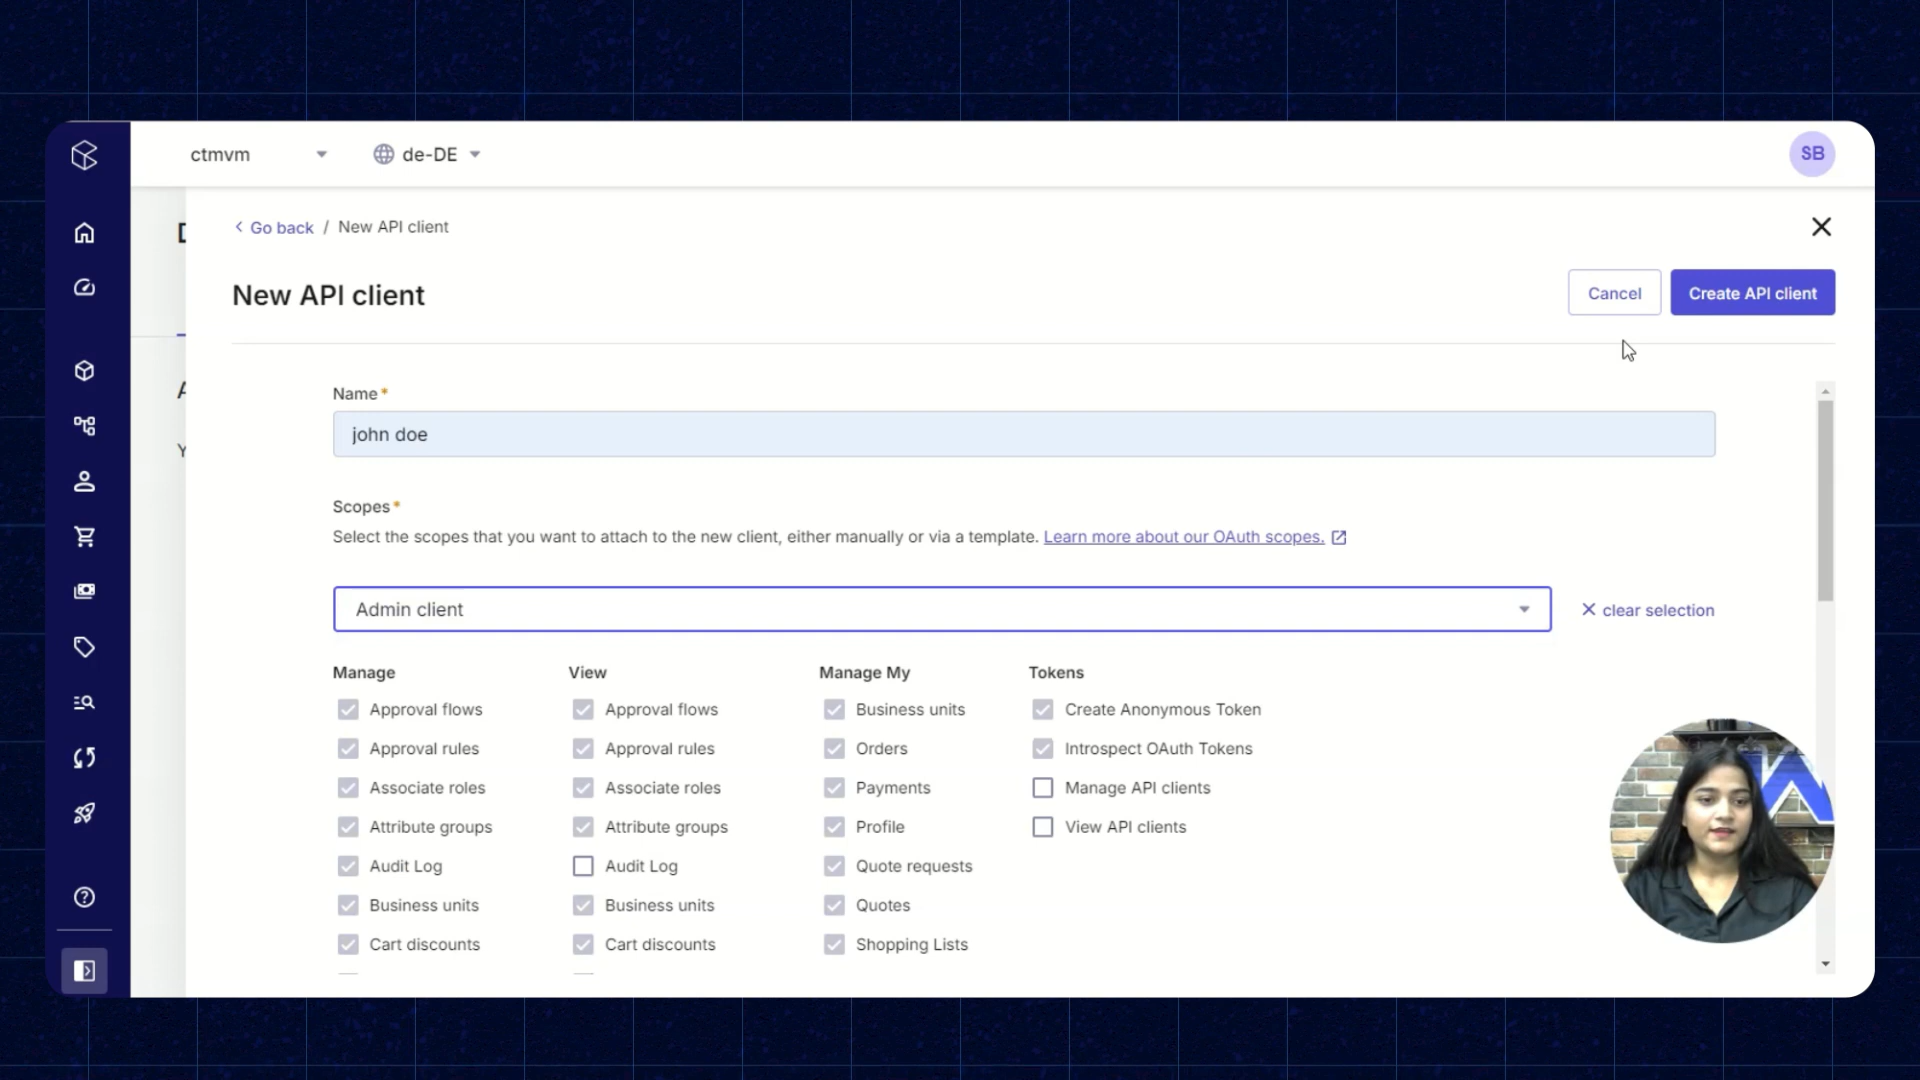 ctmvm
de-DE
SB
Go back / New API client
New API client
Cancel
Create API client
Name*
john doe
Scopes*
Select the scopes that you want to attach to the new client, either manually or via a template. Learn more about our OAuth scopes.
Admin client
clear selection
Manage View Manage My Tokens
Approval flows Approval flows Business units Create Anonymous Token
Approval rules Approval rules Orders Introspect OAuth Tokens
Associate roles Associate roles Payments Manage API clients
Attribute groups Attribute groups Profile View API clients
Audit Log Audit Log Quote requests
Business units Business units Quotes
Cart discounts Cart discounts Shopping Lists